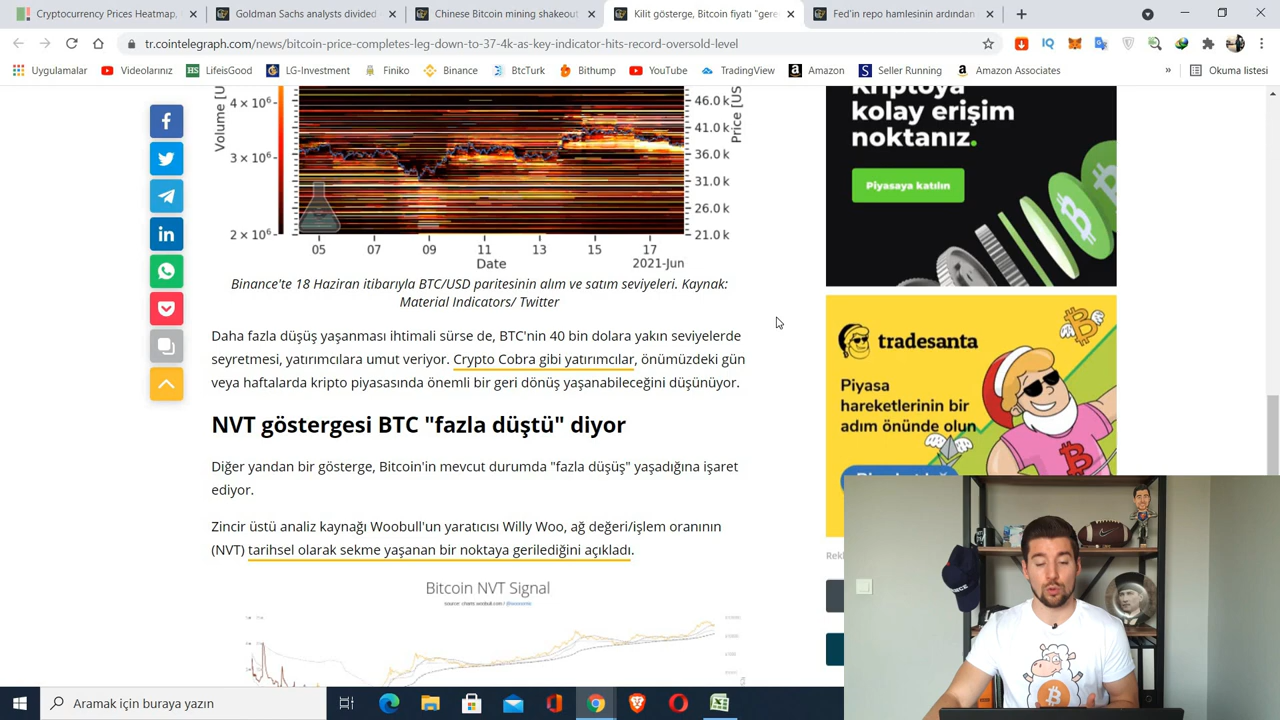 Cryptocurrency Prices Heatmap,
Goldman Sachs analysts divided
Chinese Bitcoin mining shakeout
Kilit gösterge, Bitcoin fiyatı "gere
Fed'in repo hamlesinin ardından
tr.cointelegraph.com/news/bitcoin-price-completes-leg-down-to-37-4k-as-key-indicator-hits-record-oversold-level
Uygulamalar
Videolarınız
LifeisGood
LG-Investment
Finiko
Binance
BtcTurk
Bithump
YouTube
TradingView
Amazon
Seller Running
Amazon Associates
»
Okuma listesi
Volume [U
4 × 10⁶
3 × 10⁶
2 × 10⁶
46.0 k
41.0 k
36.0 k
31.0 k
26.0 k
21.0 k
Price [US
05 07 09 11 13 15 17
Date
2021-Jun
Binance'te 18 Haziran itibarıyla BTC/USD paritesinin alım ve satım seviyeleri. Kaynak:
Material Indicators/ Twitter
Daha fazla düşüş yaşanma ihtimali sürse de, BTC'nin 40 bin dolara yakın seviyelerde
seyretmesi, yatırımcılara umut veriyor. Crypto Cobra gibi yatırımcılar, önümüzdeki gün
veya haftalarda kripto piyasasında önemli bir geri dönüş yaşanabileceğini düşünüyor.
NVT göstergesi BTC "fazla düştü" diyor
Diğer yandan bir gösterge, Bitcoin'in mevcut durumda "fazla düşüş" yaşadığına işaret
ediyor.
Zincir üstü analiz kaynağı Woobull'un yaratıcısı Willy Woo, ağ değeri/işlem oranının
(NVT) tarihsel olarak sekme yaşanan bir noktaya gerilediğini açıkladı.
Bitcoin NVT Signal
kriptoya
kolay erişim
noktanız.
Piyasaya katılın
tradesanta
Piyasa
hareketlerinin bir
adım önünde olun
Aramak için buraya yazın